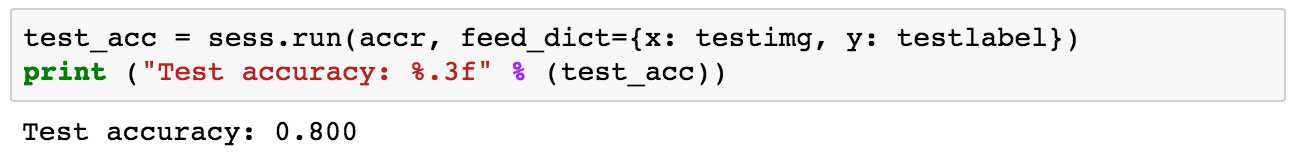 test_acc = sess.run(accr, feed_dict={x: testimg, y: testlabel})
print ("Test accuracy: %.3f" % (test_acc))
Test accuracy: 0.800